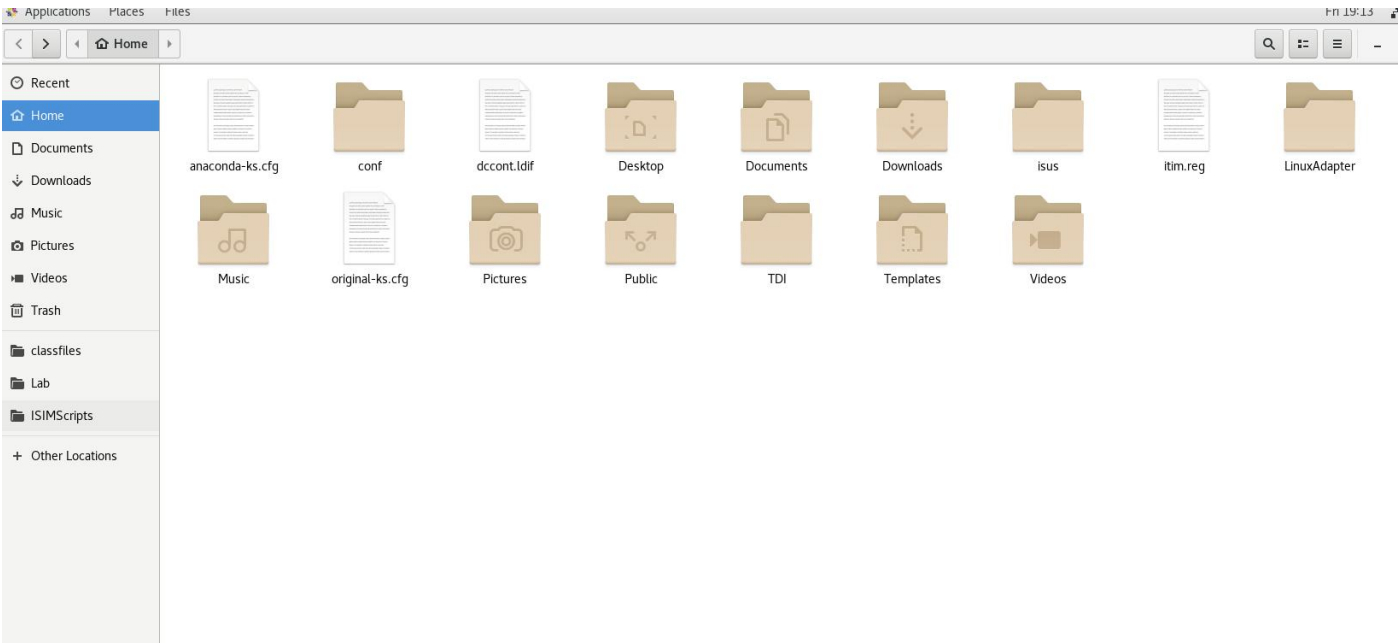 Applications Places Files Fri 19:13
Home
Recent
Home
Documents
Downloads
Music
Pictures
Videos
Trash
classfiles
Lab
ISIMScripts
+ Other Locations
anaconda-ks.cfg conf dccont.ldif Desktop Documents Downloads isus itim.reg LinuxAdapter
Music original-ks.cfg Pictures Public TDI Templates Videos